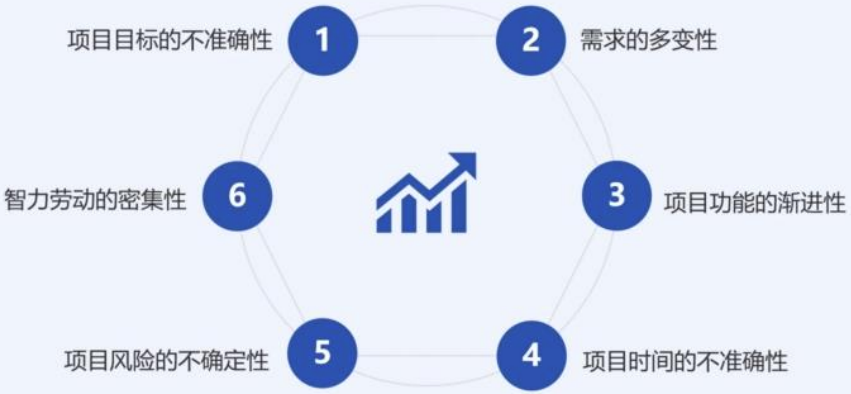 项目目标的不准确性
1
2
需求的多变性
智力劳动的密集性
6
3
项目功能的渐进性
项目风险的不确定性
5
4
项目时间的不准确性